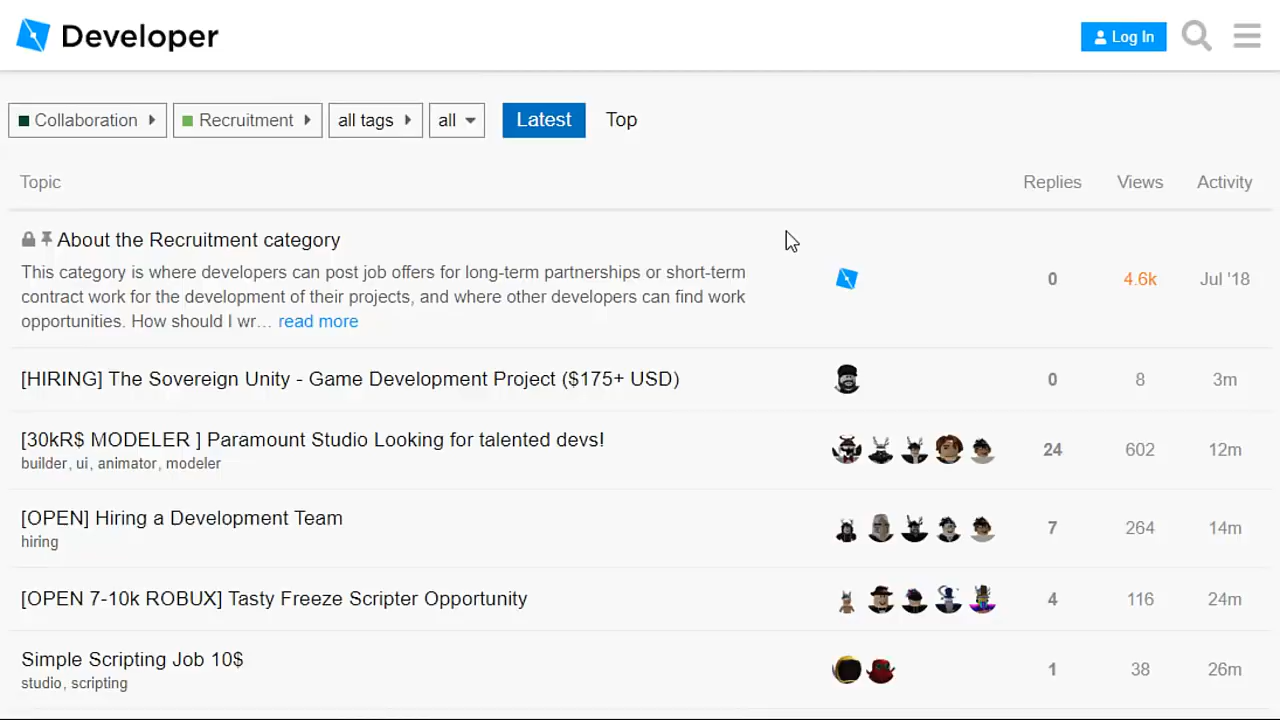 Developer
Log In
Collaboration
Recruitment
all tags
all
Latest
Top
Topic
Replies
Views
Activity
About the Recruitment category
This category is where developers can post job offers for long-term partnerships or short-term
contract work for the development of their projects, and where other developers can find work
opportunities. How should I wr… read more
0
4.6k
Jul '18
[HIRING] The Sovereign Unity - Game Development Project ($175+ USD)
0
8
3m
[30kR$ MODELER ] Paramount Studio Looking for talented devs!
builder, ui, animator, modeler
24
602
12m
[OPEN] Hiring a Development Team
hiring
7
264
14m
[OPEN 7-10k ROBUX] Tasty Freeze Scripter Opportunity
4
116
24m
Simple Scripting Job 10$
studio, scripting
1
38
26m